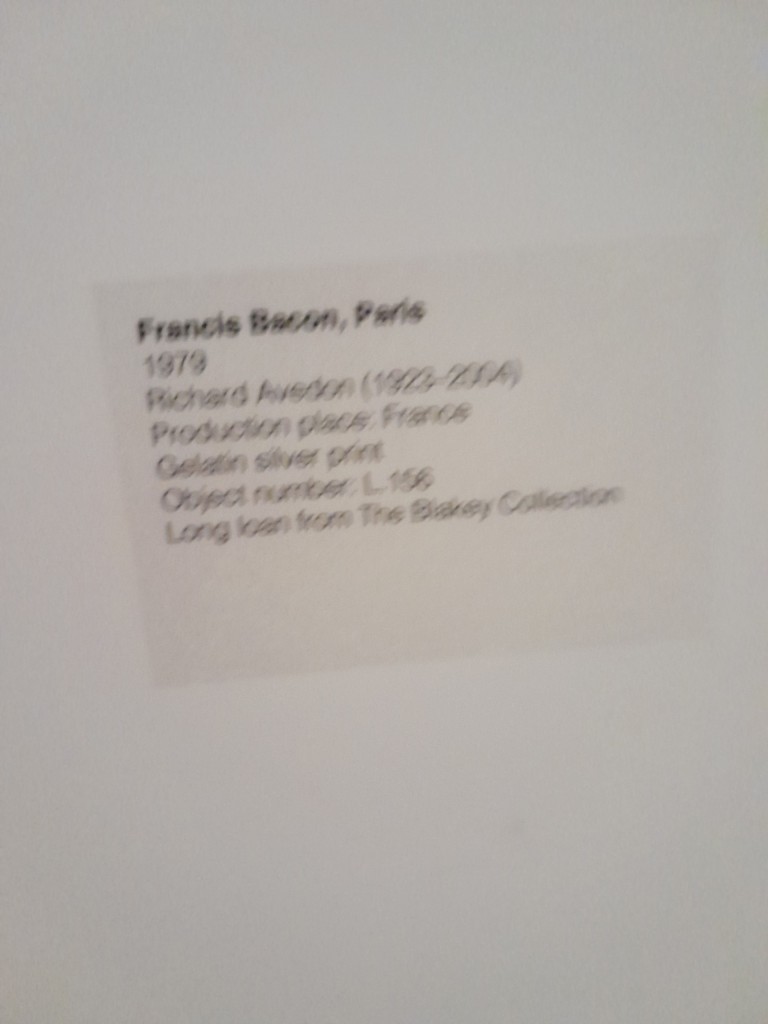 Francis Bacon, Paris
1979
Richard Avedon (1923–2004)
Production place: France
Gelatin silver print
Object number: L.156
Long loan from The Blakey Collection